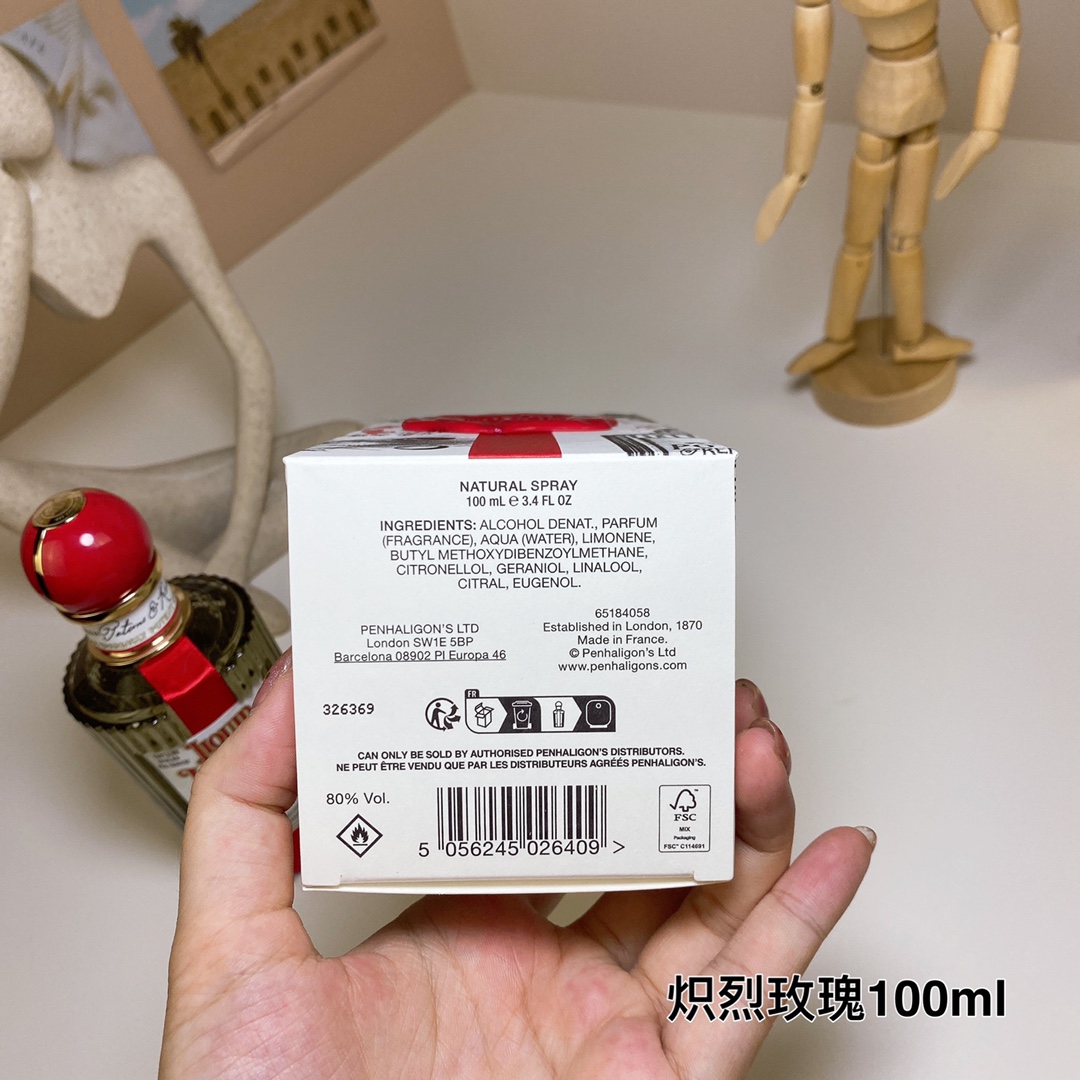 NATURAL SPRAY
100 mL ℮ 3.4 FL OZ
INGREDIENTS: ALCOHOL DENAT., PARFUM
(FRAGRANCE), AQUA (WATER), LIMONENE,
BUTYL METHOXYDIBENZOYLMETHANE,
CITRONELLOL, GERANIOL, LINALOOL,
CITRAL, EUGENOL.
PENHALIGON'S LTD
London SW1E 5BP
Barcelona 08902 Pl Europa 46
65184058
Established in London, 1870
Made in France.
© Penhaligon's Ltd
www.penhaligons.com
326369
FR
CAN ONLY BE SOLD BY AUTHORISED PENHALIGON'S DISTRIBUTORS.
NE PEUT ÊTRE VENDU QUE PAR LES DISTRIBUTEURS AGRÉÉS PENHALIGON'S.
80% Vol.
5 056245 026409 >
FSC
MIX
Packaging
FSC™ C114691
炽烈玫瑰100ml